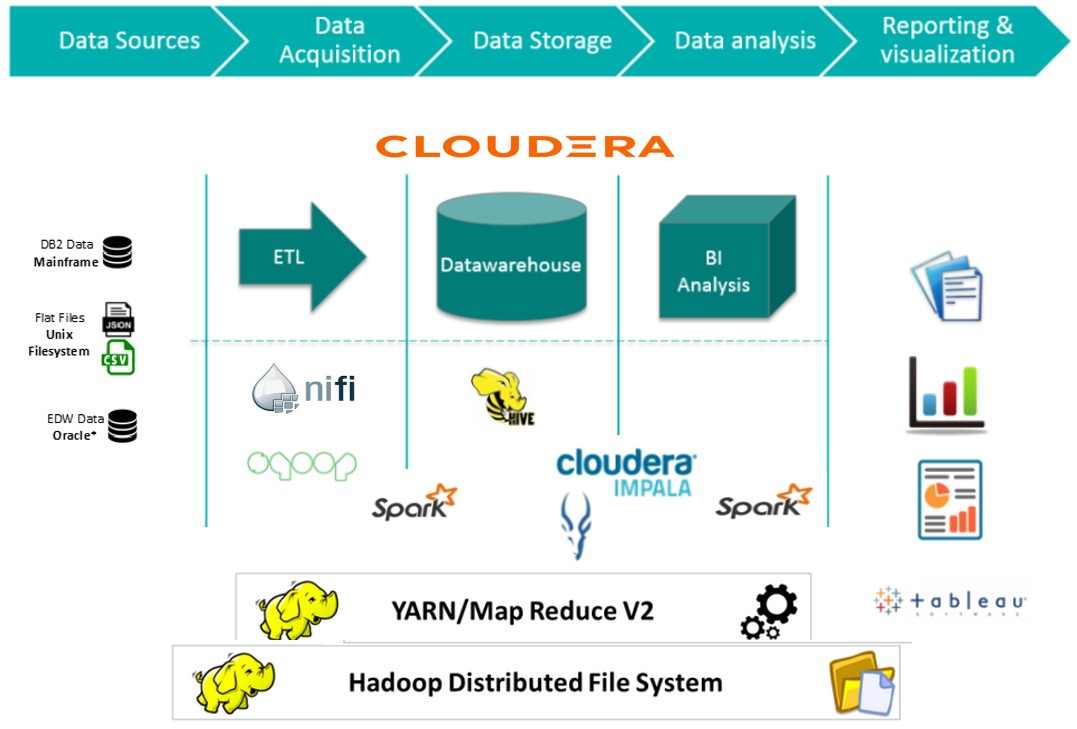 Data Sources
Data
Acquisition
Data Storage
Data analysis
Reporting &
visualization
CLOUDERA
DB2 Data
Mainframe
ETL
Datawarehouse
BI
Analysis
Flat Files
Unix
Filesystem
JSON
CSV
nifi
HIVE
EDW Data
Oracle*
sqoop
cloudera
IMPALA
Spark
Spark
YARN/Map Reduce V2
tableau
SOFTWARE
Hadoop Distributed File System